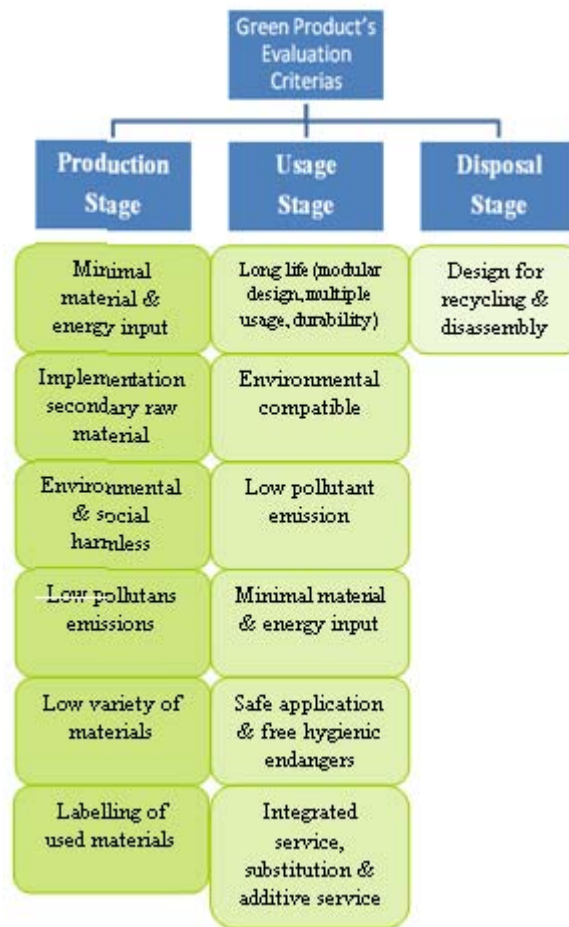 Green Product's
Evaluation
Criterias
Production
Stage
Minimal
material &
energy input
Implementation
secondary raw
material
Environmental
& social
harmless
Low pollutans
emissions
Low variety of
materials
Labelling of
used materials
Usage
Stage
Long life (modular
design, multiple
usage, durability)
Environmental
compatible
Low pollutant
emission
Minimal material
& energy input
Safe application
& free hygienic
endangers
Integrated
service,
substitution &
additive service
Disposal
Stage
Design for
recycling &
disassembly